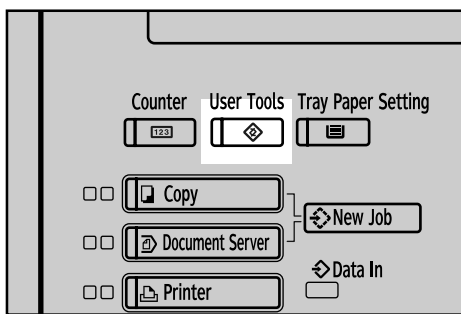 Counter User Tools Tray Paper Setting
123
Copy
New Job
Document Server
Data In
Printer